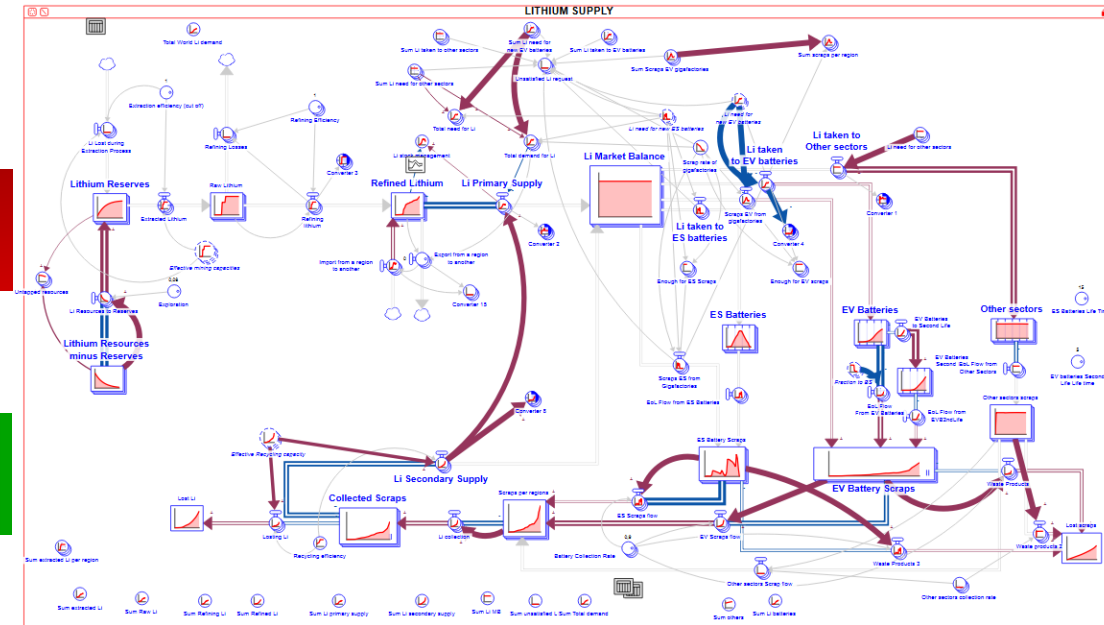 LITHIUM SUPPLY
Total World Li demand
Sum Li taken to other sectors
Sum Li need for
new EV batteries
Sum Li taken to EV batteries
Unsatisfied Li request
Sum Scraps EV gigafactories
Sum scraps per region
Sum Li need for other sectors
Extraction efficiency (cut off)
1
Refining Efficiency
Li Lost during
Extraction Process
Refining Losses
Total need for Li
Li need for new ES batteries
Li need for
new EV batteries
Li stock management
Total demand for Li
Converter 3
Scrap rate of
gigafactories
Li taken
to EV batteries
Li taken to
Other sectors
Li need for other sectors
Lithium Reserves
Raw Lithium
Refined Lithium
Li Primary Supply
Li Market Balance
Extracted Lithium
Refining
lithium
Scraps EV from
gigafactories
Converter 1
Li taken to
ES batteries
Converter 2
Converter 4
Effective mining capacities
Import from a region
to another
0
Export from a region
to another
Enough for ES Scraps
Enough for EV scraps
Untapped resources
0,05
Exploration
Converter 15
Li Resources to Reserves
12
ES Batteries Life Tim
Lithium Resources
minus Reserves
ES Batteries
EV Batteries
EV Batteries
to Second Life
Other sectors
Scraps ES from
Gigafactories
Fraction to ES
EV Batteries
Second
EoL Flow from
Other Sectors
5
EV batteries Second
Life Life time
EoL Flow from ES Batteries
EoL Flow
From EV Batteries
EoL Flow from
EVB2ndLife
Other sectors scraps
Converter 5
Effective Recycling capacity
Li Secondary Supply
ES Battery Scraps
EV Battery Scraps
Waste Products
Lost Li
Collected Scraps
Scraps per regions
Losing Li
Recycling efficiency
Li collection
ES Scraps flow
EV Scraps flow
Lost scraps
Waste products 2
0,8
Battery Collection Rate
Waste Products 3
Sum extracted Li per region
Other sectors Scrap flow
Other sectors collection rate
Sum extracted Li
Sum Raw Li
Sum Refining Li
Sum Refined Li
Sum Li primary supply
Sum Li secondary supply
Sum Li MB
Sum unsatisfied L
Sum Total demand
Sum others
Sum Li batteries